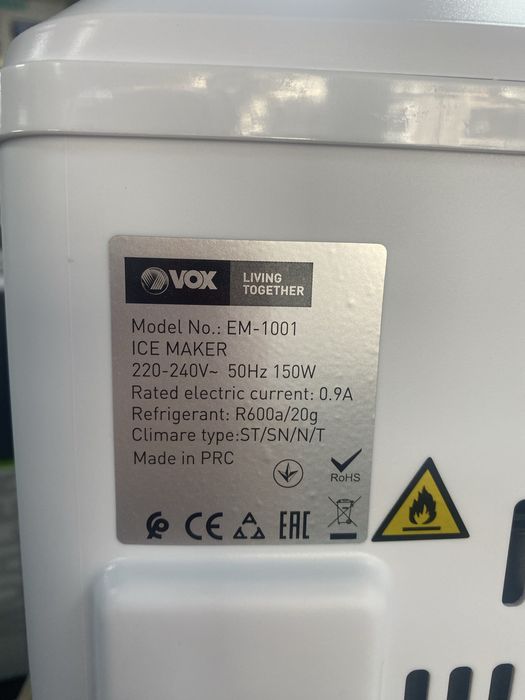 VOX
LIVING
TOGETHER
Model No.: EM-1001
ICE MAKER
220-240V~ 50Hz 150W
Rated electric current: 0.9A
Refrigerant: R600a/20g
Climare type:ST/SN/N/T
Made in PRC
RoHS
CE
EAC